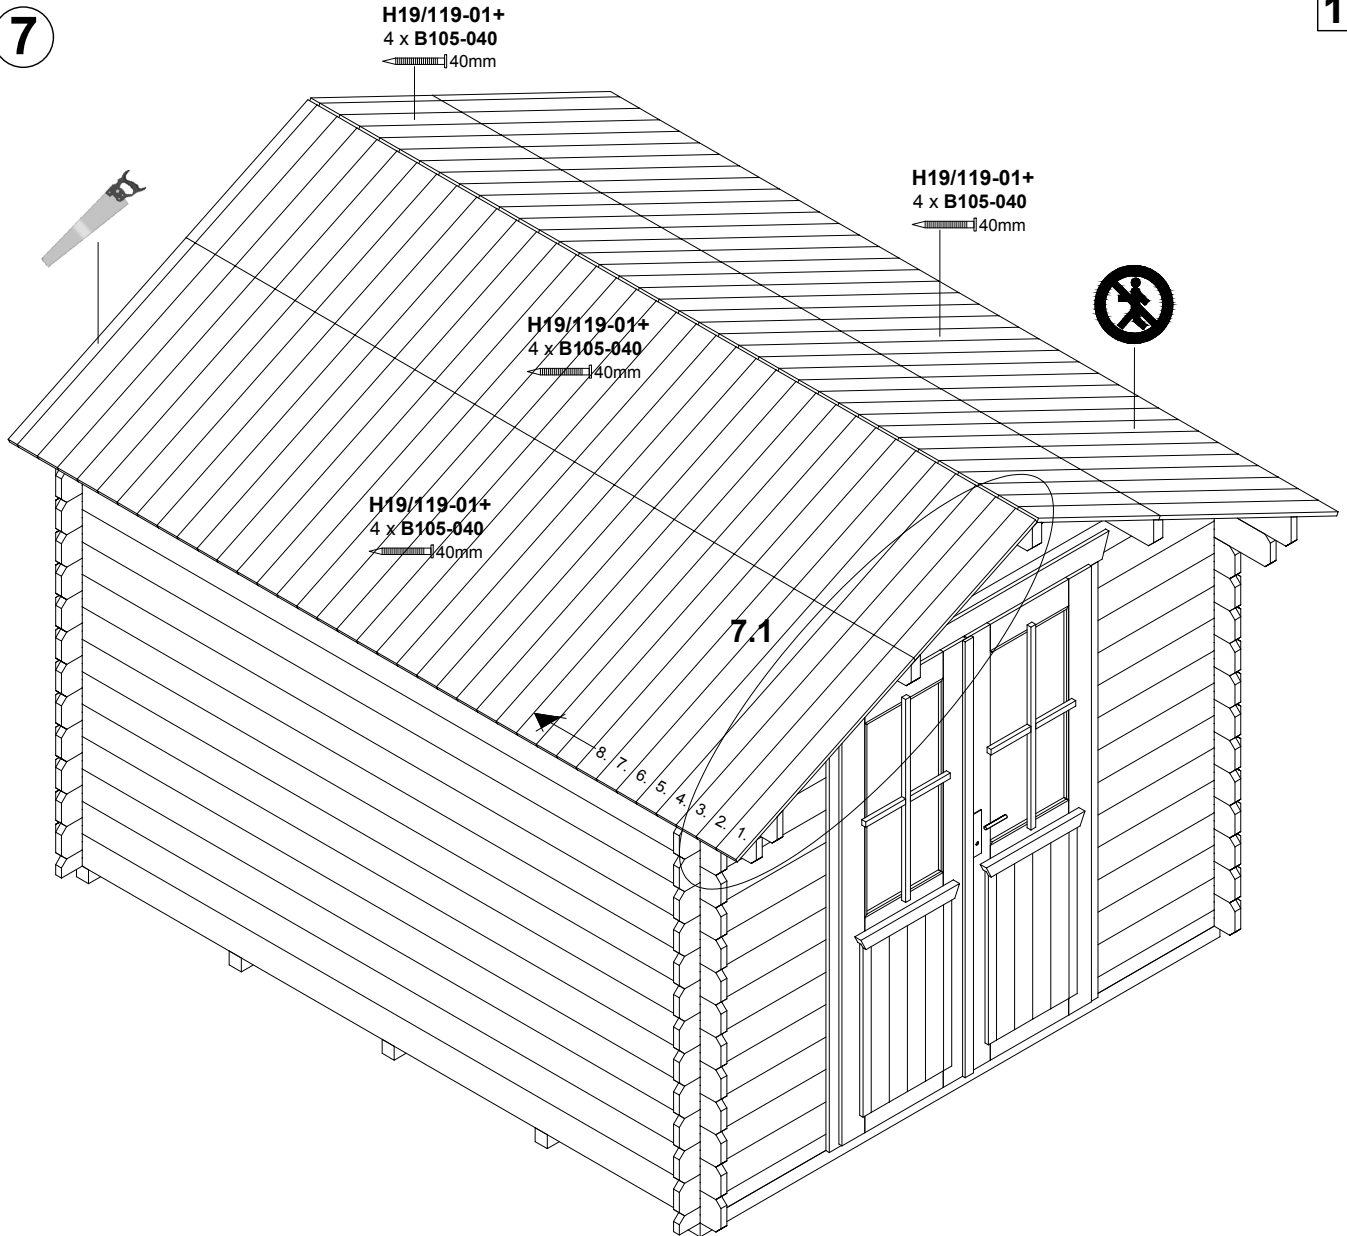 7
1
H19/119-01+
4 x B105-040
40mm
H19/119-01+
4 x B105-040
40mm
H19/119-01+
4 x B105-040
40mm
H19/119-01+
4 x B105-040
40mm
7.1
8. 7. 6. 5. 4. 3. 2. 1.